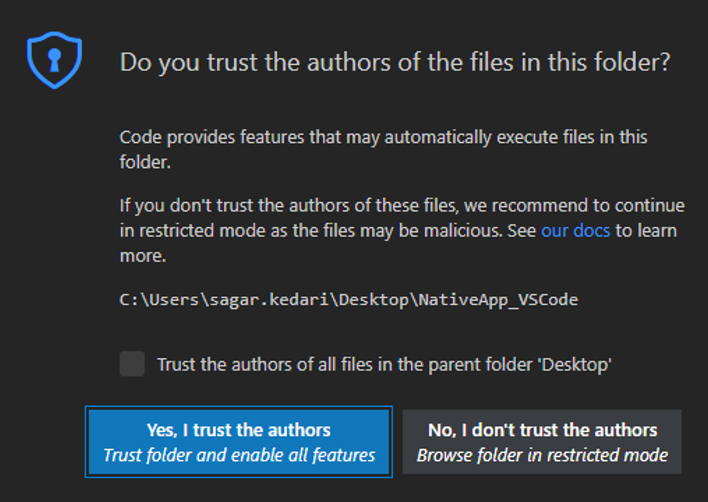 Do you trust the authors of the files in this folder?
Code provides features that may automatically execute files in this
folder.
If you don't trust the authors of these files, we recommend to continue
in restricted mode as the files may be malicious. See our docs to learn
more.
C:\Users\sagar.kedari\Desktop\NativeApp_VSCode
Trust the authors of all files in the parent folder 'Desktop'
Yes, I trust the authors
Trust folder and enable all features
No, I don't trust the authors
Browse folder in restricted mode